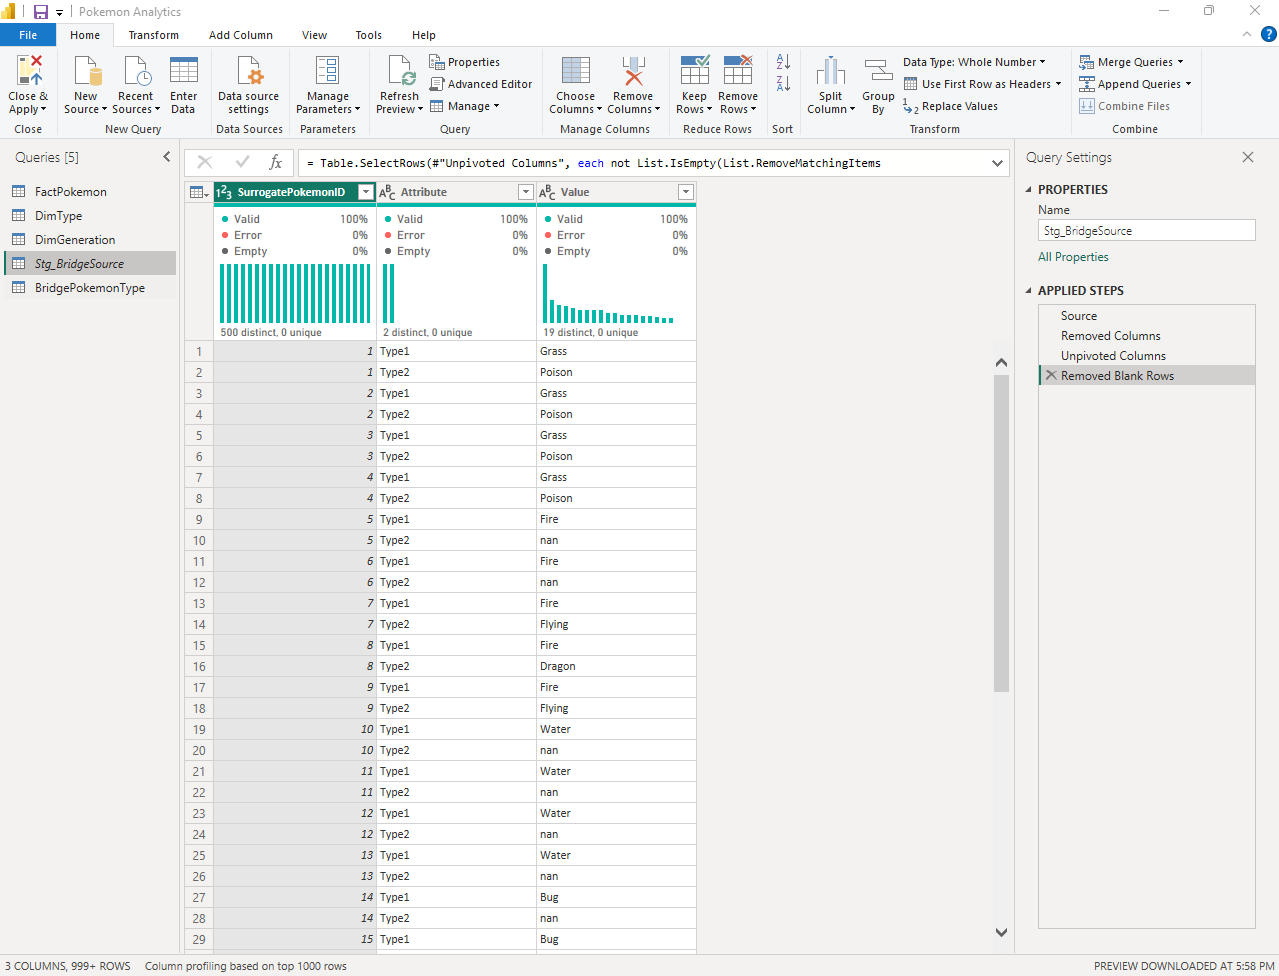 Pokemon Analytics
File Home Transform Add Column View Tools Help
Close & Apply
New Source
Recent Sources
Enter Data
Data source settings
Manage Parameters
Refresh Preview
Properties
Advanced Editor
Manage
Choose Columns
Remove Columns
Keep Rows
Remove Rows
Split Column
Group By
Data Type: Whole Number
Use First Row as Headers
Replace Values
Merge Queries
Append Queries
Combine Files
Close New Query Data Sources Parameters Query Manage Columns Reduce Rows Sort Transform Combine
Queries [5]
FactPokemon
DimType
DimGeneration
Stg_BridgeSource
BridgePokemonType
fx
= Table.SelectRows(#"Unpivoted Columns", each not List.IsEmpty(List.RemoveMatchingItems
123 SurrogatePokemonID ABC Attribute ABC Value
Valid 100% Valid 100% Valid 100%
Error 0% Error 0% Error 0%
Empty 0% Empty 0% Empty 0%
500 distinct, 0 unique 2 distinct, 0 unique 19 distinct, 0 unique
1 1 Type1 Grass
2 1 Type2 Poison
3 2 Type1 Grass
4 2 Type2 Poison
5 3 Type1 Grass
6 3 Type2 Poison
7 4 Type1 Grass
8 4 Type2 Poison
9 5 Type1 Fire
10 5 Type2 nan
11 6 Type1 Fire
12 6 Type2 nan
13 7 Type1 Fire
14 7 Type2 Flying
15 8 Type1 Fire
16 8 Type2 Dragon
17 9 Type1 Fire
18 9 Type2 Flying
19 10 Type1 Water
20 10 Type2 nan
21 11 Type1 Water
22 11 Type2 nan
23 12 Type1 Water
24 12 Type2 nan
25 13 Type1 Water
26 13 Type2 nan
27 14 Type1 Bug
28 14 Type2 nan
29 15 Type1 Bug
Query Settings
PROPERTIES
Name
Stg_BridgeSource
All Properties
APPLIED STEPS
Source
Removed Columns
Unpivoted Columns
Removed Blank Rows
3 COLUMNS, 999+ ROWS Column profiling based on top 1000 rows PREVIEW DOWNLOADED AT 5:58 PM